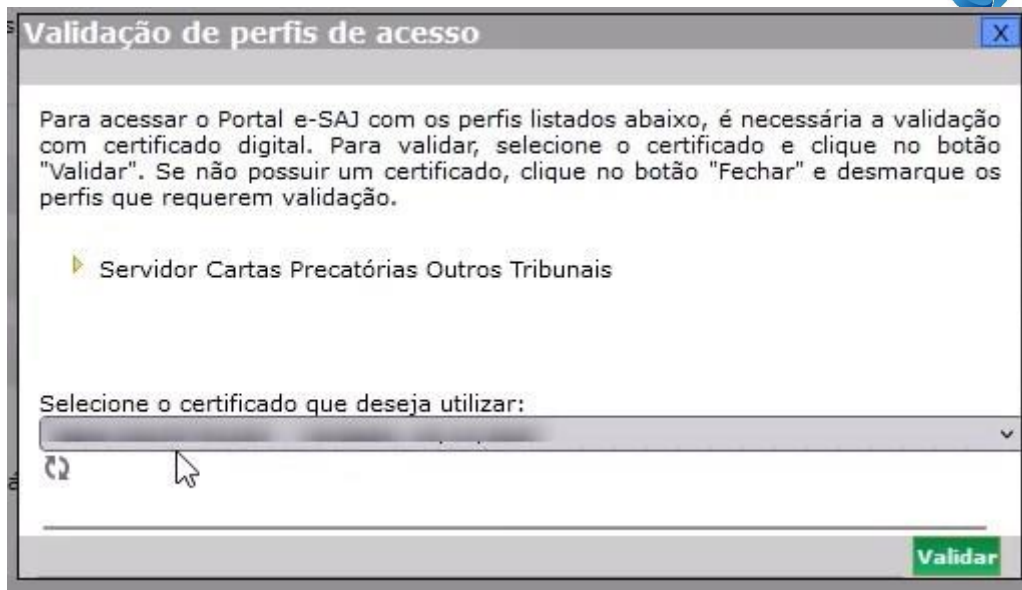 Validação de perfis de acesso
X
Para acessar o Portal e-SAJ com os perfis listados abaixo, é necessária a validação
com certificado digital. Para validar, selecione o certificado e clique no botão
"Validar". Se não possuir um certificado, clique no botão "Fechar" e desmarque os
perfis que requerem validação.
Servidor Cartas Precatórias Outros Tribunais
Selecione o certificado que deseja utilizar:
Validar